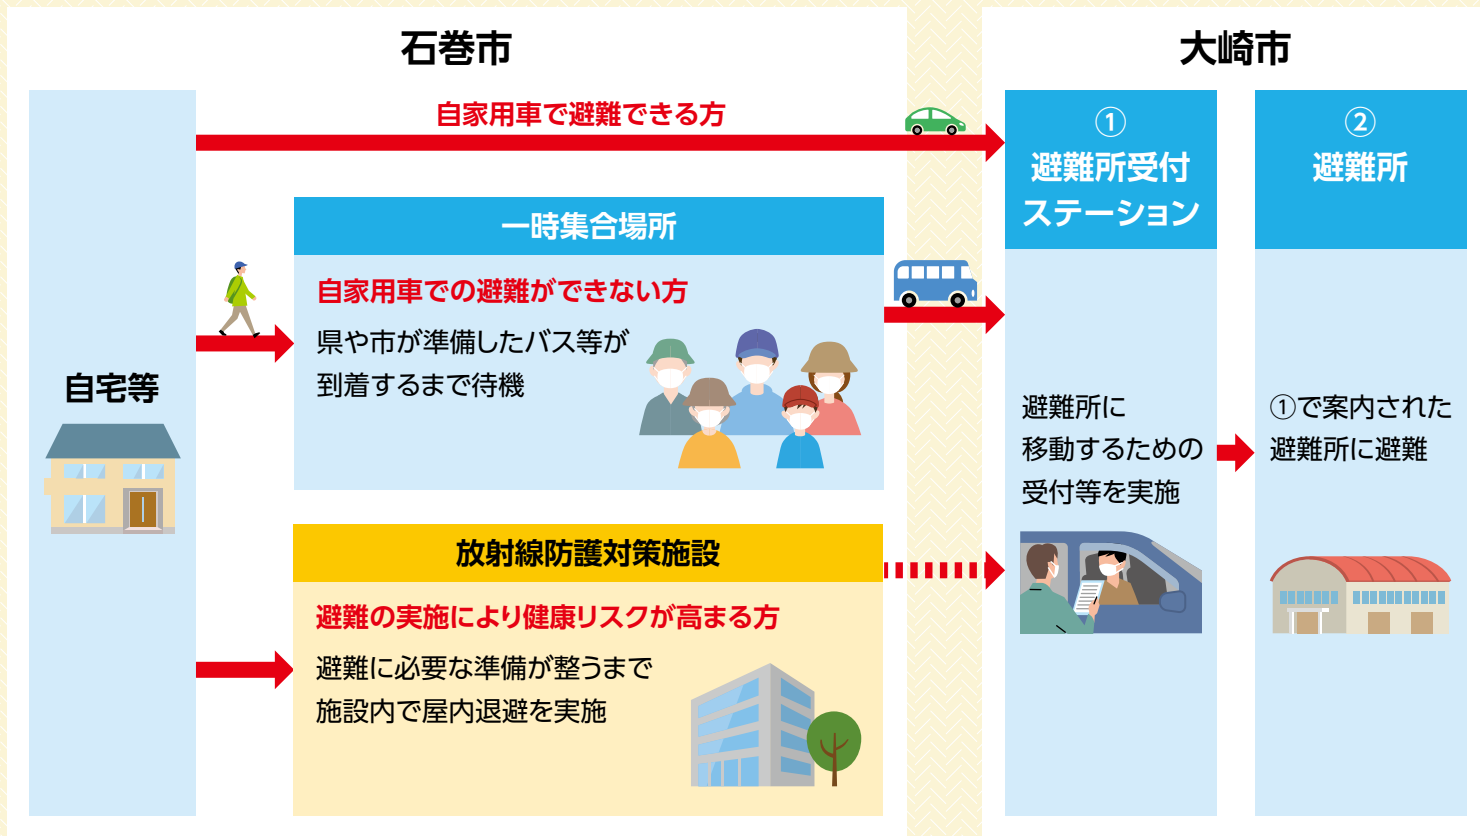 石巻市
自宅等
自家用車で避難できる方
一時集合場所
自家用車での避難ができない方
県や市が準備したバス等が
到着するまで待機
放射線防護対策施設
避難の実施により健康リスクが高まる方
避難に必要な準備が整うまで
施設内で屋内退避を実施
大崎市
①
避難所受付
ステーション
避難所に
移動するための
受付等を実施
②
避難所
①で案内された
避難所に避難